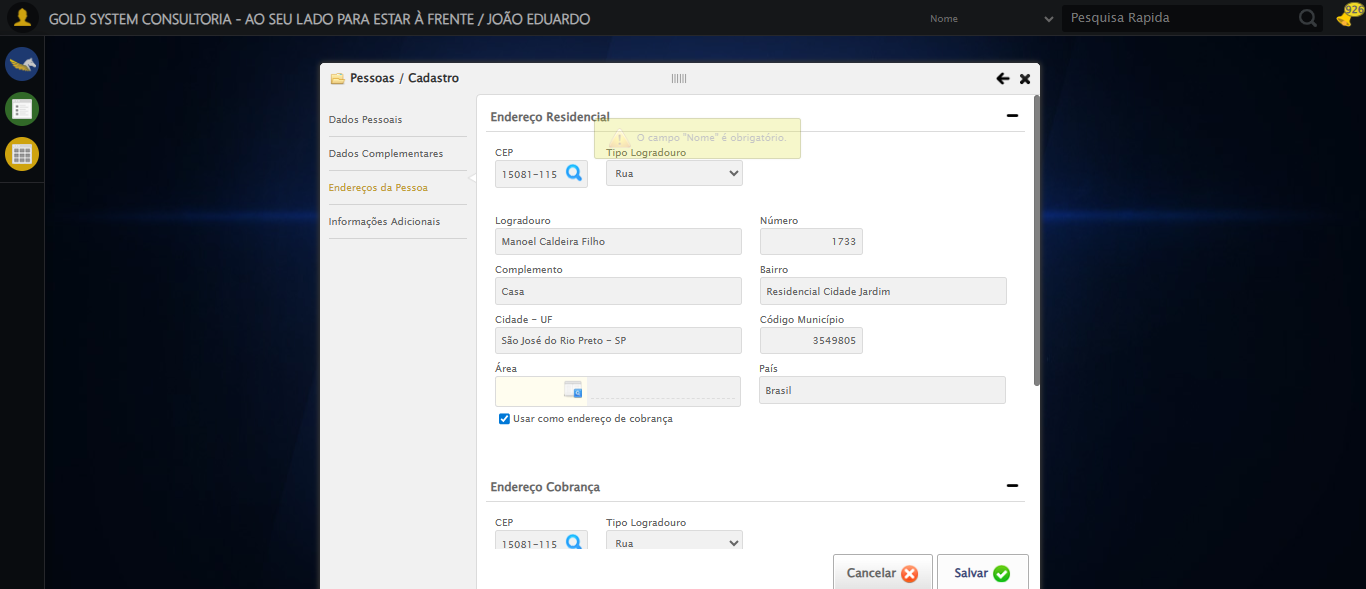 GOLD SYSTEM CONSULTORIA - AO SEU LADO PARA ESTAR À FRENTE / JOÃO EDUARDO
Nome
Pesquisa Rapida
926
Pessoas / Cadastro
Dados Pessoais
Dados Complementares
Endereços da Pessoa
Informações Adicionais
Endereço Residencial
O campo "Nome" é obrigatório.
CEP
Tipo Logradouro
15081-115
Rua
Logradouro
Número
Manoel Caldeira Filho
1733
Complemento
Bairro
Casa
Residencial Cidade Jardim
Cidade - UF
Código Município
São José do Rio Preto - SP
3549805
Área
País
Brasil
Usar como endereço de cobrança
Endereço Cobrança
CEP
Tipo Logradouro
15081-115
Rua
Cancelar
Salvar